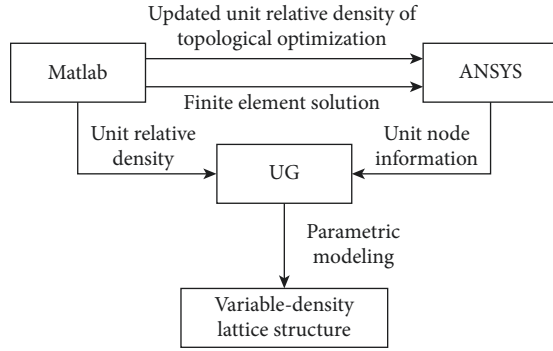 Updated unit relative density of
topological optimization
Matlab
ANSYS
Finite element solution
Unit relative
density
Unit node
information
UG
Parametric
modeling
Variable-density
lattice structure